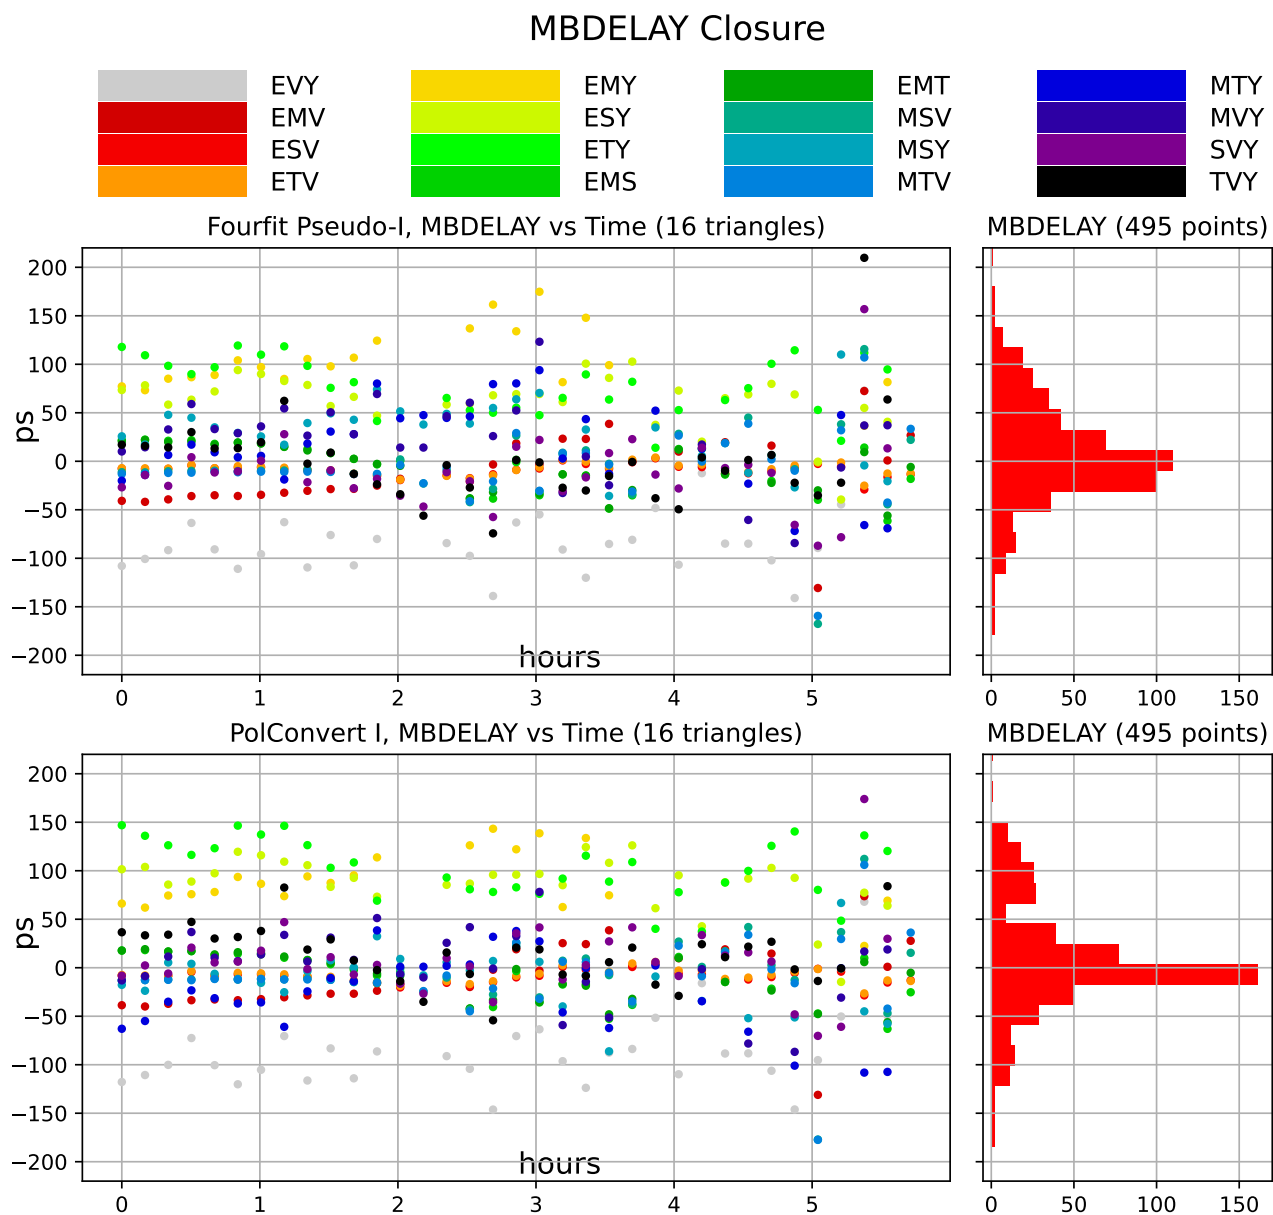 MBDELAY Closure
EVY EMY EMT MTY
EMV ESY MSV MVY
ESV ETY MSY SVY
ETV EMS MTV TVY
Fourfit Pseudo-I, MBDELAY vs Time (16 triangles) MBDELAY (495 points)
200
150
100
50
0
−50
−100
−150
−200
ps
hours
0 1 2 3 4 5 0 50 100 150
PolConvert I, MBDELAY vs Time (16 triangles) MBDELAY (495 points)
200
150
100
50
0
−50
−100
−150
−200
ps
hours
0 1 2 3 4 5 0 50 100 150